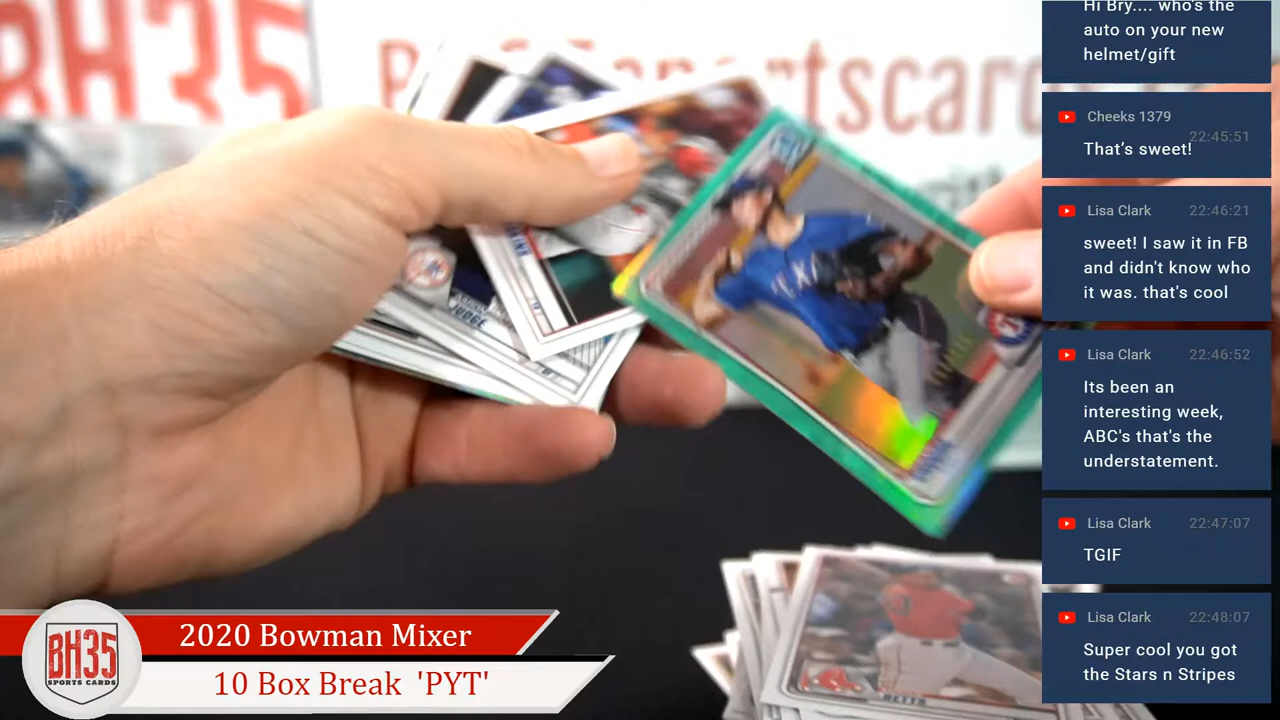 BH35
Hi Bry.... who's the
auto on your new
helmet/gift
Cheeks 1379
22:45:51
That's sweet!
Lisa Clark 22:46:21
sweet! I saw it in FB
and didn't know who
it was. that's cool
Lisa Clark 22:46:52
Its been an
interesting week,
ABC's that's the
understatement.
Lisa Clark 22:47:07
TGIF
Lisa Clark 22:48:07
Super cool you got
the Stars n Stripes
JUDGE
BETTS
BH35
SPORTS CARDS
2020 Bowman Mixer
10 Box Break 'PYT'